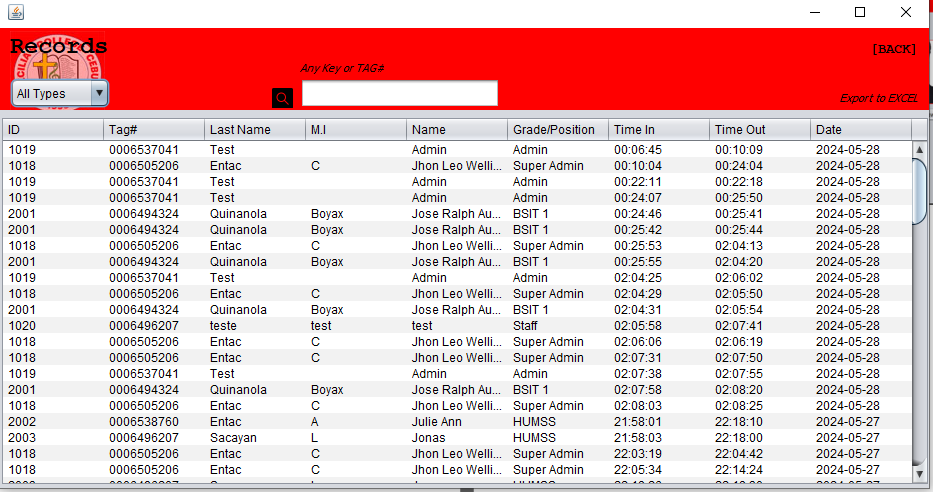 Records
[BACK]
CECILIAN COLLEGE CEBU
Any Key or TAG#
All Types
Export to EXCEL
ID Tag# Last Name M.I Name Grade/Position Time In Time Out Date
1019 0006537041 Test Admin Admin 00:06:45 00:10:09 2024-05-28
1018 0006505206 Entac C Jhon Leo Welli... Super Admin 00:10:04 00:24:04 2024-05-28
1019 0006537041 Test Admin Admin 00:22:11 00:22:18 2024-05-28
1019 0006537041 Test Admin Admin 00:24:07 00:25:50 2024-05-28
2001 0006494324 Quinanola Boyax Jose Ralph Au... BSIT 1 00:24:46 00:25:41 2024-05-28
2001 0006494324 Quinanola Boyax Jose Ralph Au... BSIT 1 00:25:42 00:25:44 2024-05-28
1018 0006505206 Entac C Jhon Leo Welli... Super Admin 00:25:53 02:04:13 2024-05-28
2001 0006494324 Quinanola Boyax Jose Ralph Au... BSIT 1 00:25:55 02:04:20 2024-05-28
1019 0006537041 Test Admin Admin 02:04:25 02:06:02 2024-05-28
1018 0006505206 Entac C Jhon Leo Welli... Super Admin 02:04:29 02:05:50 2024-05-28
2001 0006494324 Quinanola Boyax Jose Ralph Au... BSIT 1 02:04:31 02:05:54 2024-05-28
1020 0006496207 teste test test Staff 02:05:58 02:07:41 2024-05-28
1018 0006505206 Entac C Jhon Leo Welli... Super Admin 02:06:06 02:06:19 2024-05-28
1018 0006505206 Entac C Jhon Leo Welli... Super Admin 02:07:31 02:07:50 2024-05-28
1019 0006537041 Test Admin Admin 02:07:38 02:07:55 2024-05-28
2001 0006494324 Quinanola Boyax Jose Ralph Au... BSIT 1 02:07:58 02:08:20 2024-05-28
1018 0006505206 Entac C Jhon Leo Welli... Super Admin 02:08:03 02:08:25 2024-05-28
2002 0006538760 Entac A Julie Ann HUMSS 21:58:01 22:18:10 2024-05-27
2003 0006496207 Sacayan L Jonas HUMSS 21:58:03 22:18:00 2024-05-27
1018 0006505206 Entac C Jhon Leo Welli... Super Admin 22:03:19 22:04:42 2024-05-27
1018 0006505206 Entac C Jhon Leo Welli... Super Admin 22:05:34 22:14:24 2024-05-27